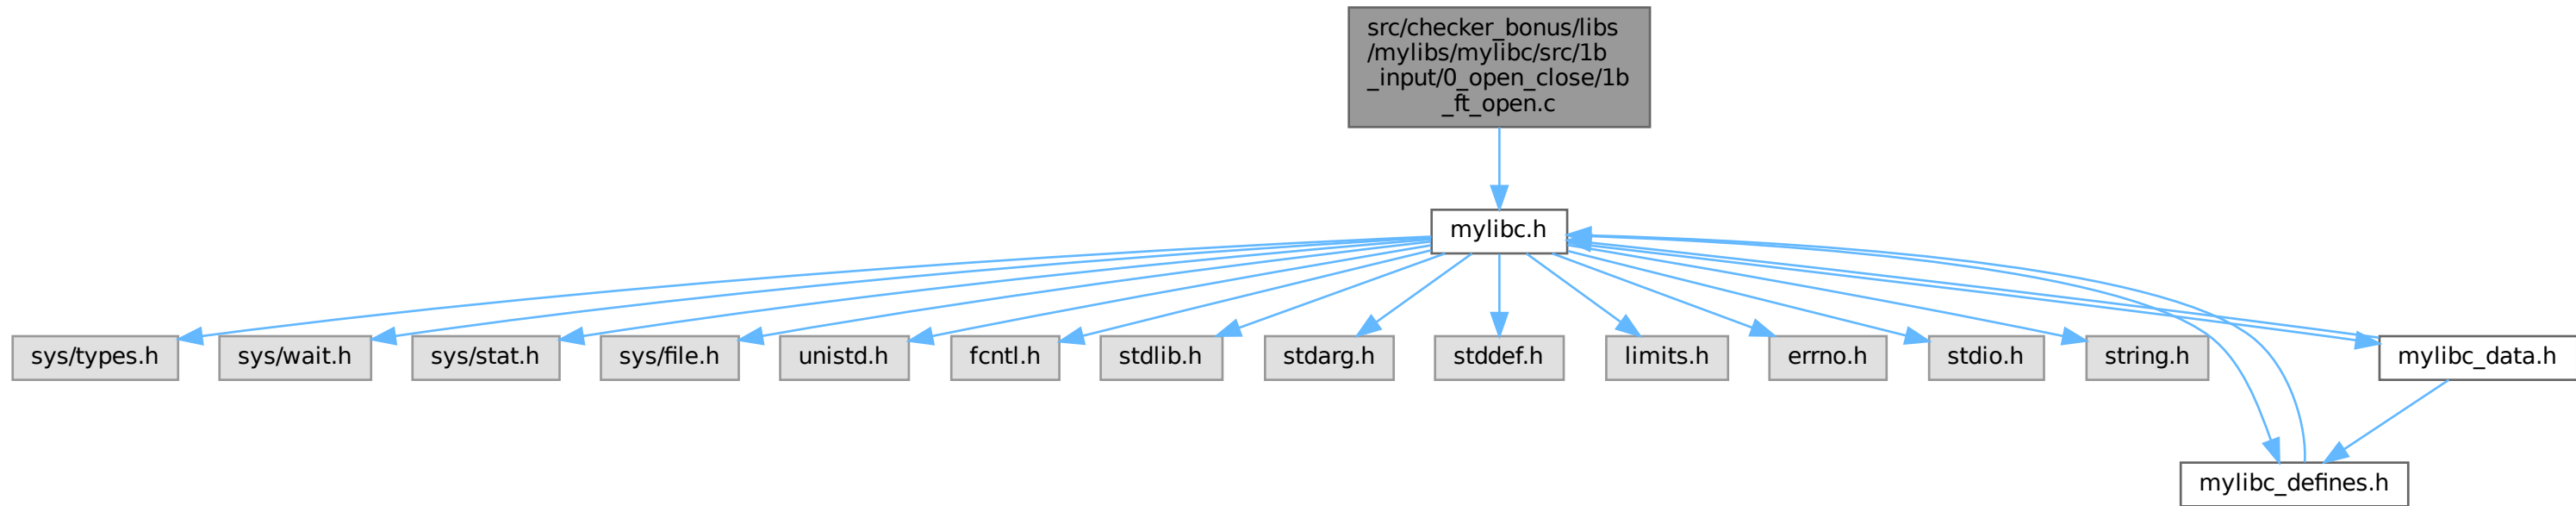 src/checker_bonus/libs
/mylibs/mylibc/src/1b
_input/0_open_close/1b
_ft_open.c
mylibc.h
sys/types.h
sys/wait.h
sys/stat.h
sys/file.h
unistd.h
fcntl.h
stdlib.h
stdarg.h
stddef.h
limits.h
errno.h
stdio.h
string.h
mylibc_data.h
mylibc_defines.h